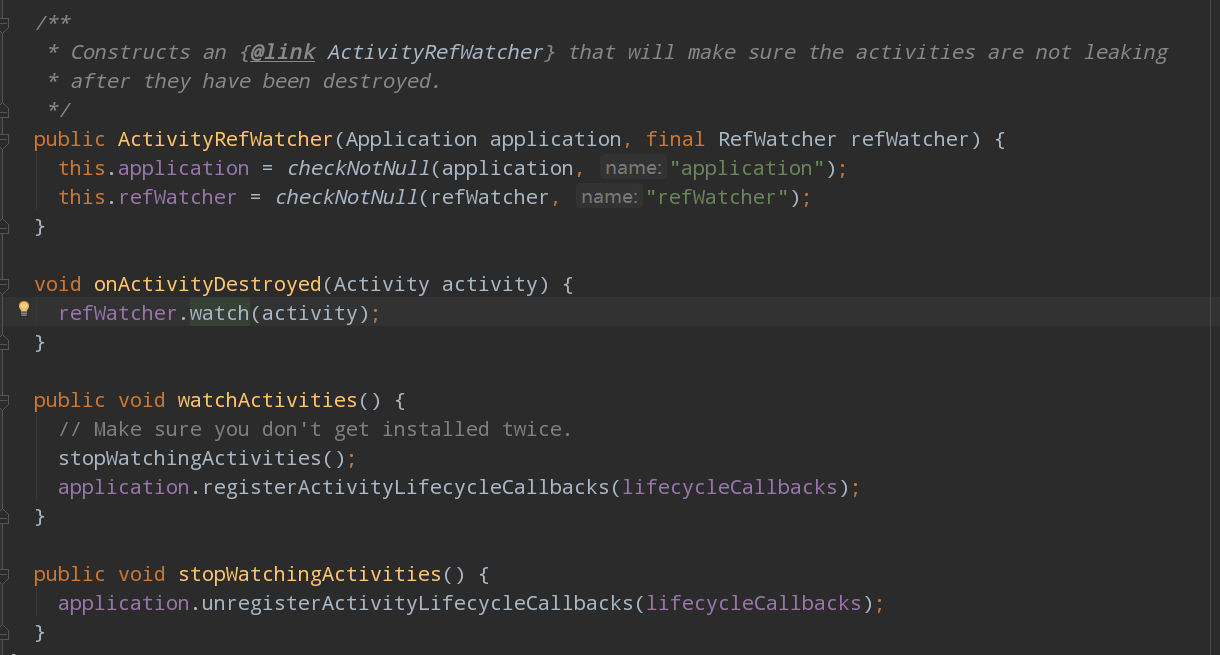 /**
 * Constructs an {@link ActivityRefWatcher} that will make sure the activities are not leaking
 * after they have been destroyed.
 */
public ActivityRefWatcher(Application application, final RefWatcher refWatcher) {
  this.application = checkNotNull(application, name: "application");
  this.refWatcher = checkNotNull(refWatcher, name: "refWatcher");
}

void onActivityDestroyed(Activity activity) {
  refWatcher.watch(activity);
}

public void watchActivities() {
  // Make sure you don't get installed twice.
  stopWatchingActivities();
  application.registerActivityLifecycleCallbacks(lifecycleCallbacks);
}

public void stopWatchingActivities() {
  application.unregisterActivityLifecycleCallbacks(lifecycleCallbacks);
}